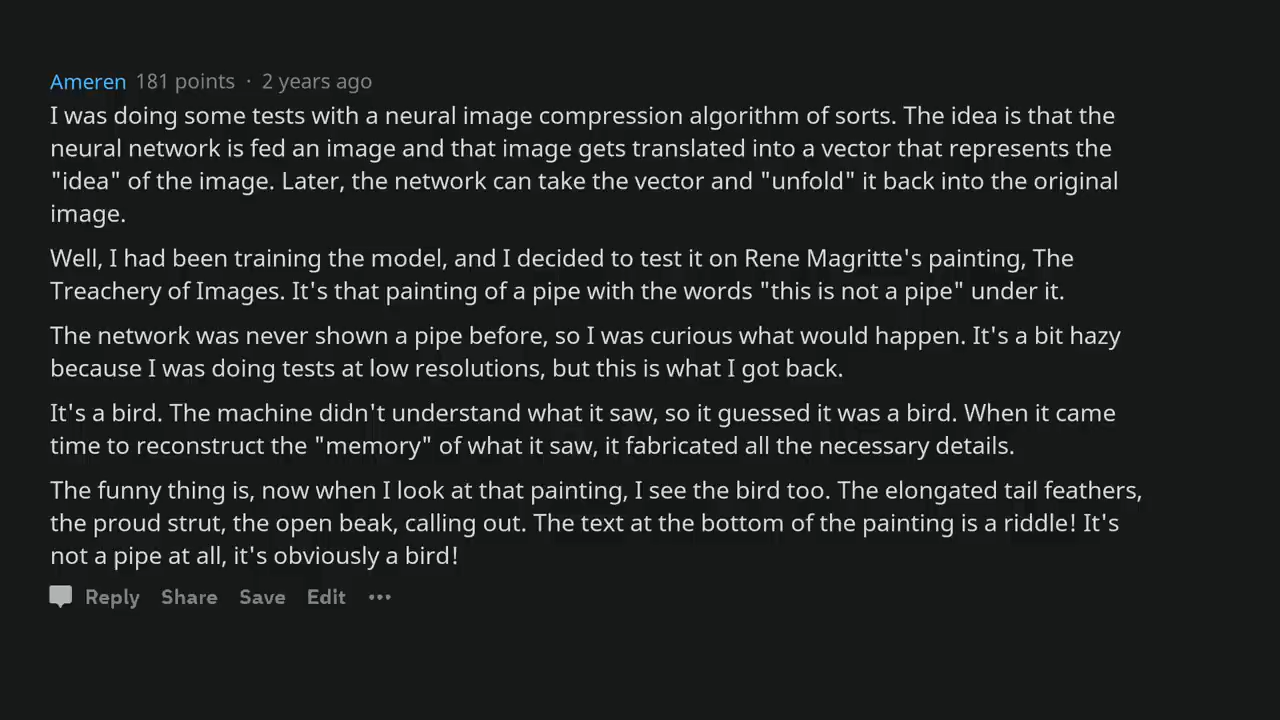 Ameren 181 points · 2 years ago
I was doing some tests with a neural image compression algorithm of sorts. The idea is that the
neural network is fed an image and that image gets translated into a vector that represents the
"idea" of the image. Later, the network can take the vector and "unfold" it back into the original
image.
Well, I had been training the model, and I decided to test it on Rene Magritte's painting, The
Treachery of Images. It's that painting of a pipe with the words "this is not a pipe" under it.
The network was never shown a pipe before, so I was curious what would happen. It's a bit hazy
because I was doing tests at low resolutions, but this is what I got back.
It's a bird. The machine didn't understand what it saw, so it guessed it was a bird. When it came
time to reconstruct the "memory" of what it saw, it fabricated all the necessary details.
The funny thing is, now when I look at that painting, I see the bird too. The elongated tail feathers,
the proud strut, the open beak, calling out. The text at the bottom of the painting is a riddle! It's
not a pipe at all, it's obviously a bird!
Reply Share Save Edit •••